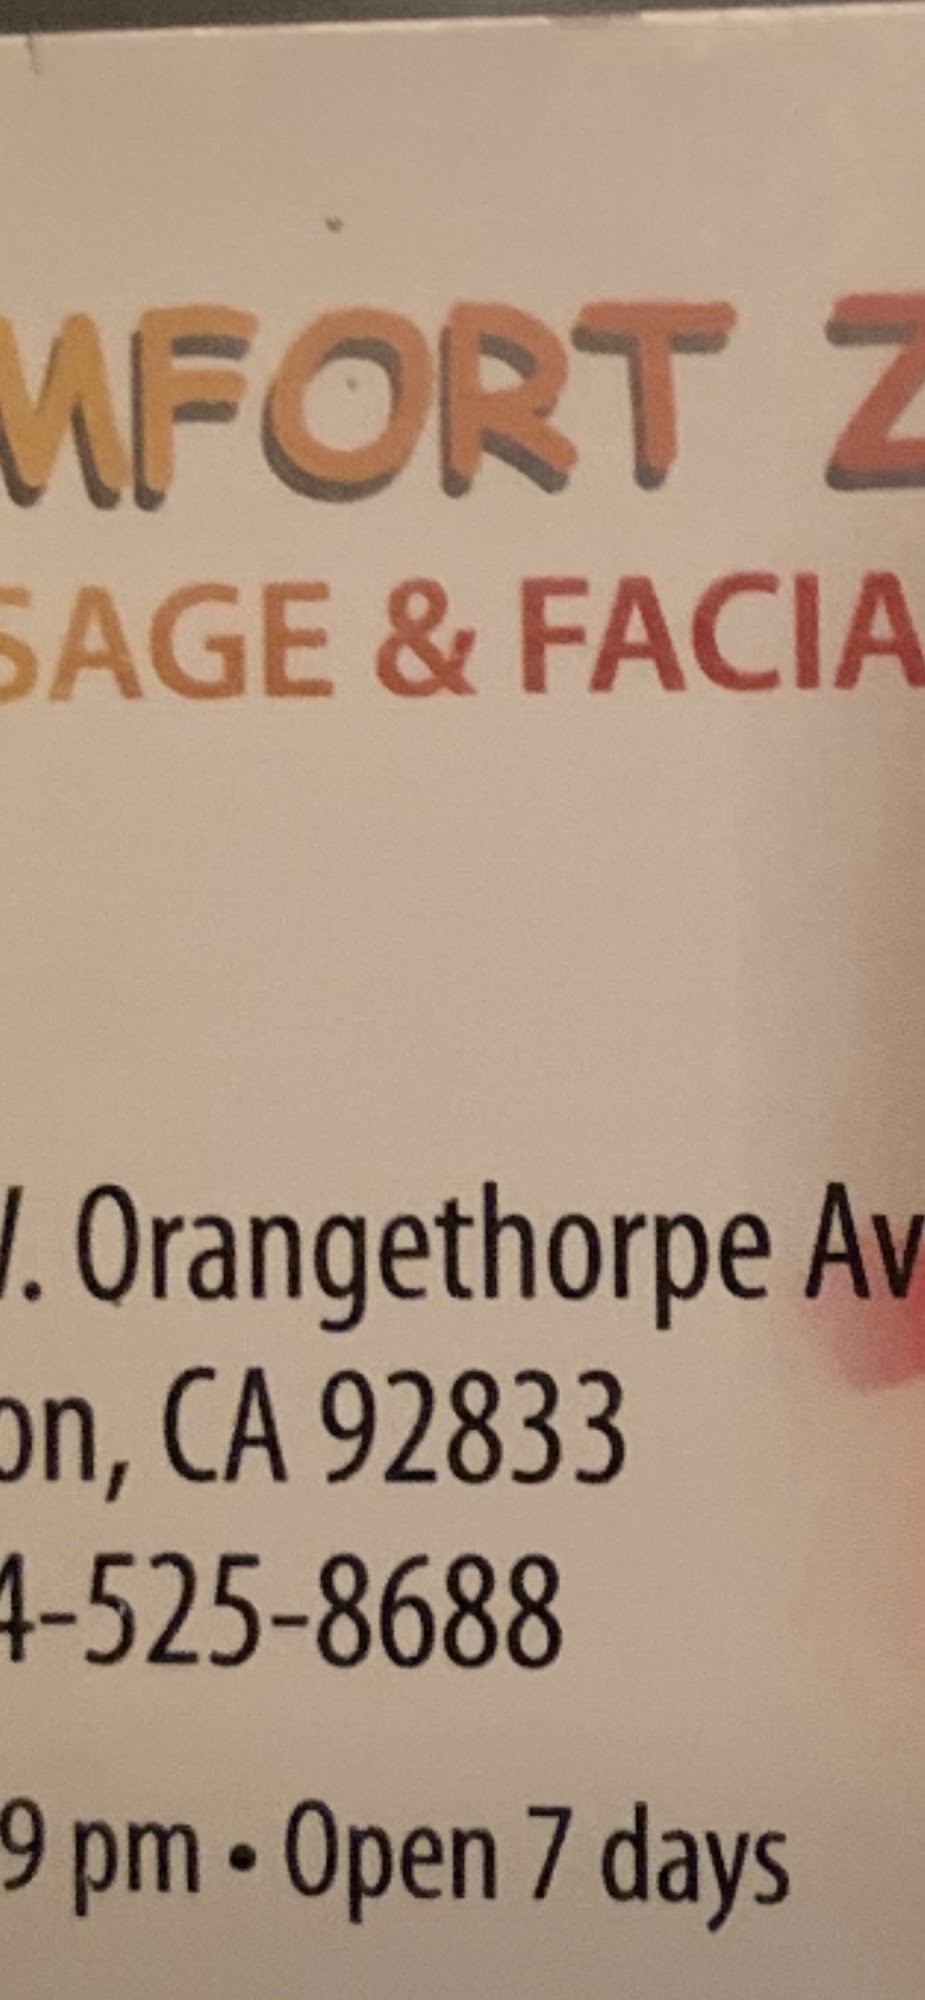 MFORT Z
SAGE & FACIA
. Orangethorpe Av
on, CA 92833
4-525-8688
9 pm • Open 7 days